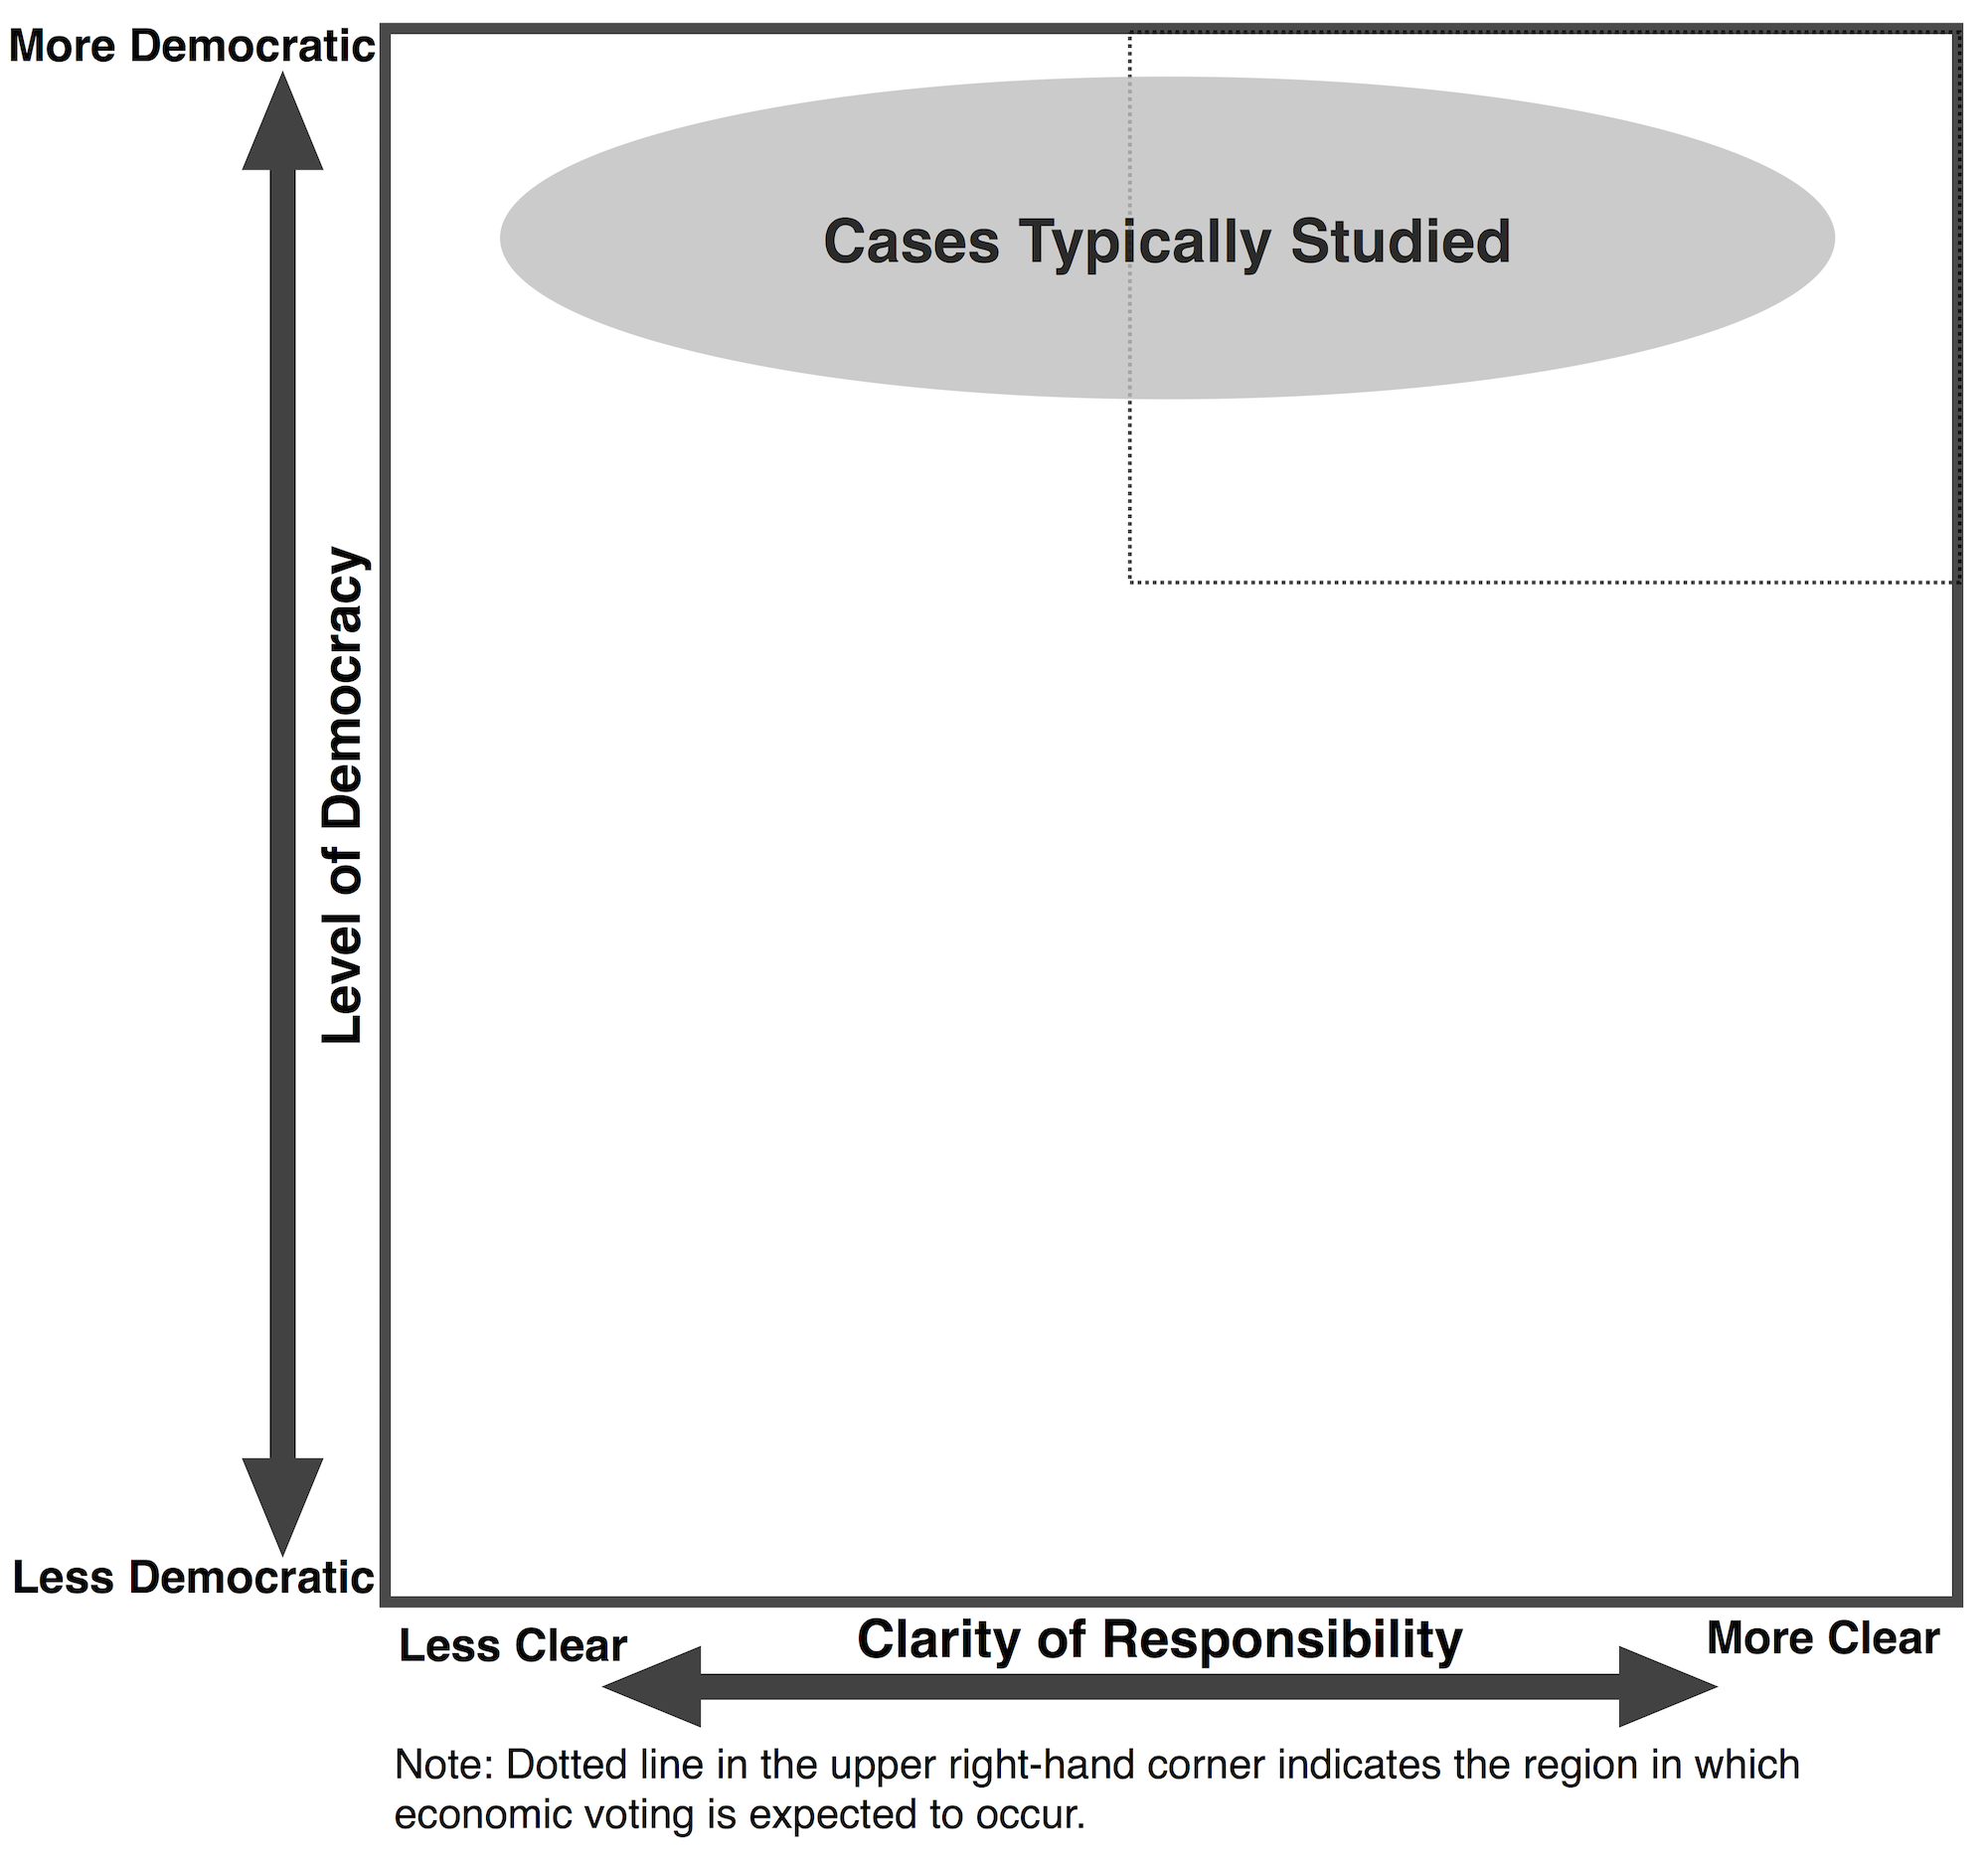 More Democratic
Cases Typically Studied
Level of Democracy
Less Democratic
Less Clear
Clarity of Responsibility
More Clear
Note: Dotted line in the upper right-hand corner indicates the region in which
economic voting is expected to occur.